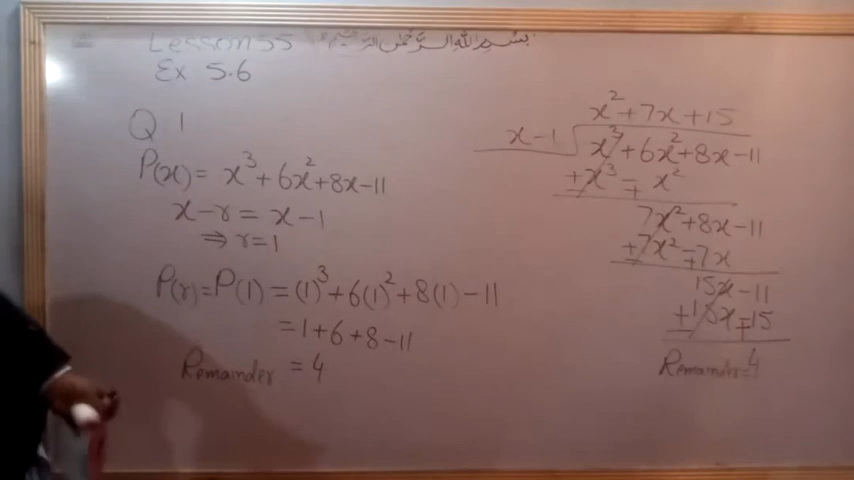 Lesson 55 بسم الله الرحمن الرحيم
Ex 5.6
Q 1
P(x) = x³ + 6x² + 8x - 11
x - r = x - 1
⇒ r = 1
P(r) = P(1) = (1)³ + 6(1)² + 8(1) - 11
= 1 + 6 + 8 - 11
Remainder = 4
x² + 7x + 15
x - 1 x³ + 6x² + 8x - 11
± x³ ∓ x²
7x² + 8x - 11
± 7x² ∓ 7x
15x - 11
± 15x ∓ 15
Remainder = 4